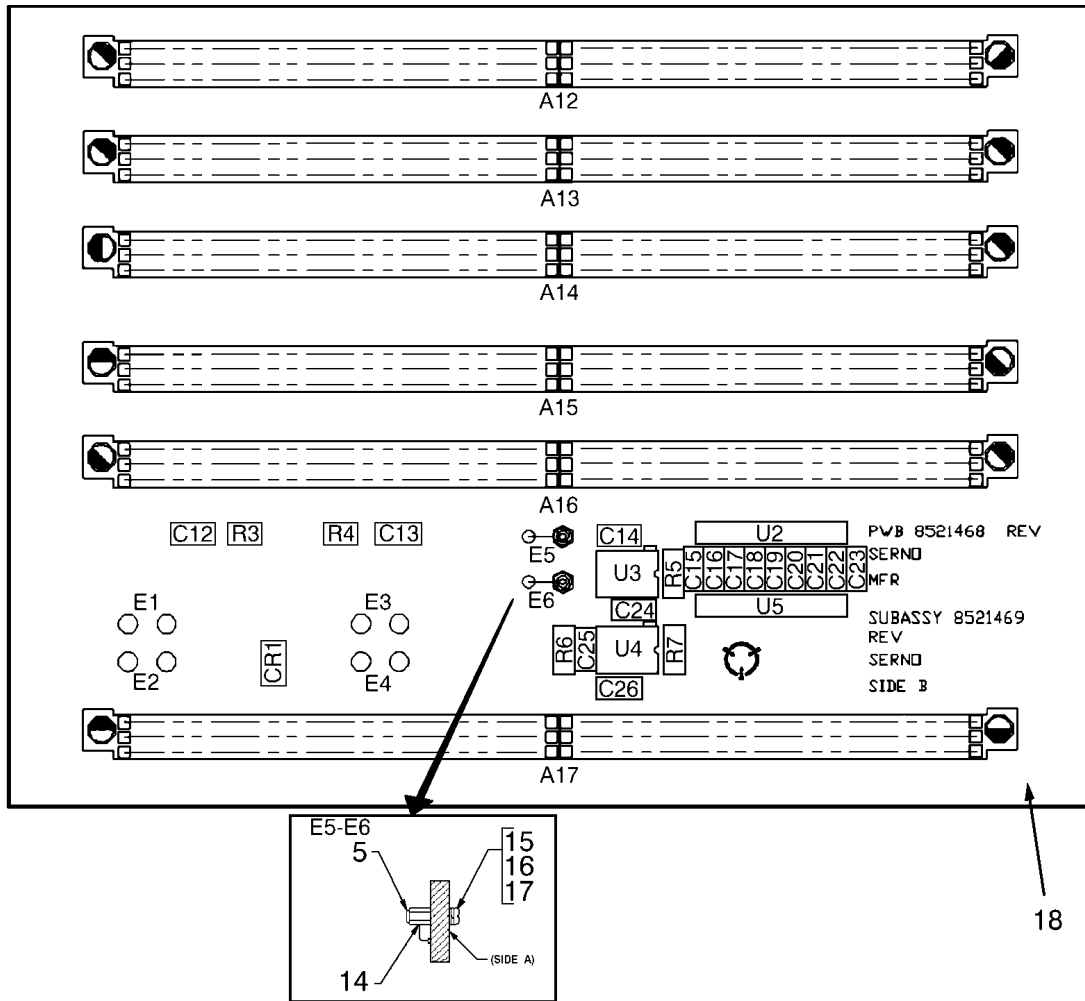 A12
A13
A14
A15
A16
C12 R3 R4 C13 E5 C14 U2 PWB 8521468 REV
SERNO
U3 R5 C15 C16 C17 C18 C19 C20 C21 C22 C23 MFR
E6
E1 E3 C24 U5 SUBASSY 8521469
REV
E2 CR1 E4 R6 C25 U4 R7 SERNO
C26 SIDE B
A17
E5-E6
5 15
16
17
(SIDE A)
14
18